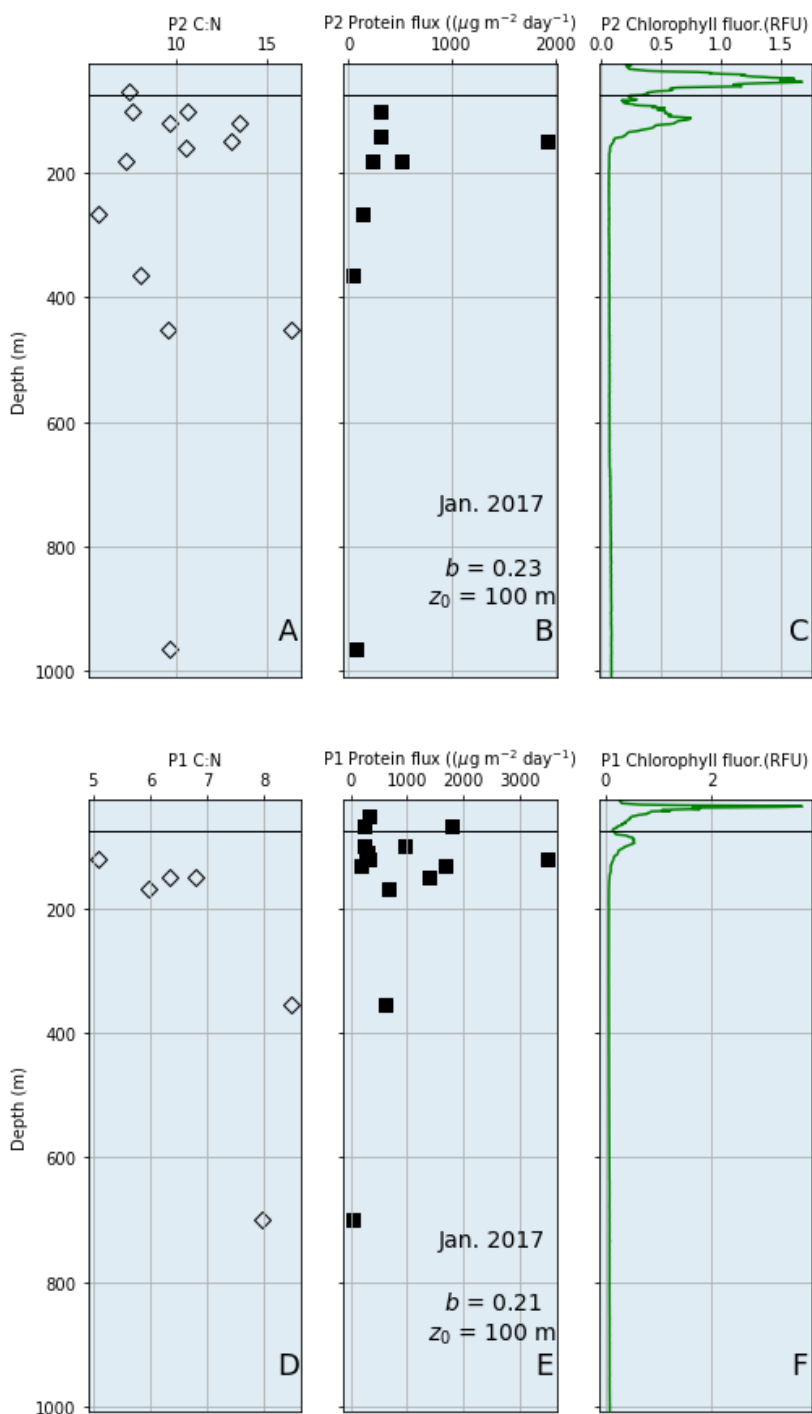 P2 C:N
P2 Protein flux ((μg m⁻² day⁻¹)
P2 Chlorophyll fluor.(RFU)
10 15
0 1000 2000
0.0 0.5 1.0 1.5
200
400
600
800
1000
Depth (m)
Jan. 2017
b = 0.23
z₀ = 100 m
A
B
C
P1 C:N
P1 Protein flux ((μg m⁻² day⁻¹)
P1 Chlorophyll fluor.(RFU)
5 6 7 8
0 1000 2000 3000
0 2
200
400
600
800
1000
Depth (m)
Jan. 2017
b = 0.21
z₀ = 100 m
D
E
F